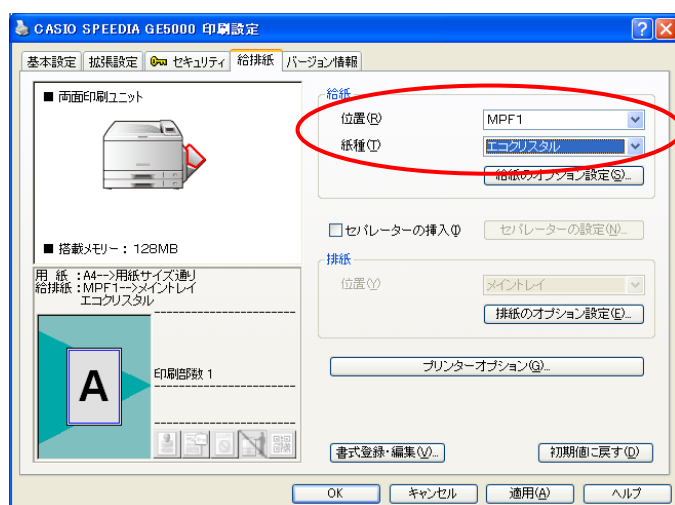 CASIO SPEEDIA GE5000 印刷設定
基本設定 拡張設定 セキュリティ 給排紙 バージョン情報
■ 両面印刷ユニット
■ 搭載メモリー：128MB
用 紙：A4-->用紙サイズ通り
給排紙：MPF1-->メイントレイ
エコクリスタル
A
印刷部数 1
給紙
位置(R) MPF1
紙種(T) エコクリスタル
給紙のオプション設定(S)...
セパレーターの挿入(I) セパレーターの設定(N)...
排紙
位置(Y) メイントレイ
排紙のオプション設定(E)...
プリンターオプション(G)...
書式登録・編集(V)... 初期値に戻す(D)
OK キャンセル 適用(A) ヘルプ